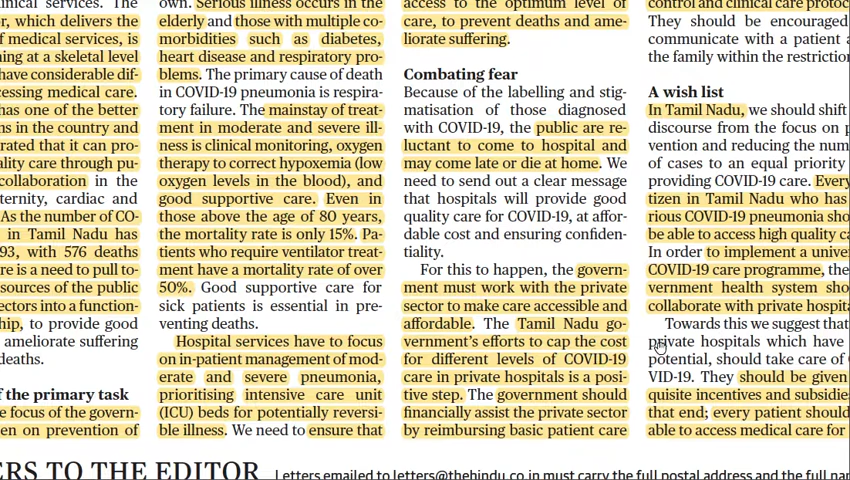 nical services. The
or, which delivers the
f medical services, is
ning at a skeletal level
have considerable dif-
cessing medical care.
has one of the better
ns in the country and
rated that it can pro-
ality care through pu-
collaboration in the
ternity, cardiac and
As the number of CO-
in Tamil Nadu has
93, with 576 deaths
re is a need to pull to-
sources of the public
ectors into a function-
hip, to provide good
ameliorate suffering
deaths.
f the primary task
e focus of the govern-
en on prevention of
own. Serious illness occurs in the
elderly and those with multiple co-
morbidities such as diabetes,
heart disease and respiratory pro-
blems. The primary cause of death
in COVID-19 pneumonia is respira-
tory failure. The mainstay of treat-
ment in moderate and severe ill-
ness is clinical monitoring, oxygen
therapy to correct hypoxemia (low
oxygen levels in the blood), and
good supportive care. Even in
those above the age of 80 years,
the mortality rate is only 15%. Pa-
tients who require ventilator treat-
ment have a mortality rate of over
50%. Good supportive care for
sick patients is essential in pre-
venting deaths.
Hospital services have to focus
on in-patient management of mod-
erate and severe pneumonia,
prioritising intensive care unit
(ICU) beds for potentially reversi-
ble illness. We need to ensure that
access to the optimum level of
care, to prevent deaths and ame-
liorate suffering.
Combating fear
Because of the labelling and stig-
matisation of those diagnosed
with COVID-19, the public are re-
luctant to come to hospital and
may come late or die at home. We
need to send out a clear message
that hospitals will provide good
quality care for COVID-19, at affor-
dable cost and ensuring confiden-
tiality.
For this to happen, the govern-
ment must work with the private
sector to make care accessible and
affordable. The Tamil Nadu go-
vernment's efforts to cap the cost
for different levels of COVID-19
care in private hospitals is a posi-
tive step. The government should
financially assist the private sector
by reimbursing basic patient care
control and clinical care protoc
They should be encouraged
communicate with a patient a
the family within the restriction
A wish list
In Tamil Nadu, we should shift
discourse from the focus on p
vention and reducing the num
of cases to an equal priority
providing COVID-19 care. Every
tizen in Tamil Nadu who has
rious COVID-19 pneumonia sho
be able to access high quality ca
In order to implement a unive
COVID-19 care programme, the
vernment health system sho
collaborate with private hospita
Towards this we suggest that
private hospitals which have
potential, should take care of C
VID-19. They should be given
quisite incentives and subsidies
that end; every patient should
able to access medical care for
ERS TO THE EDITOR Letters emailed to letters@thehindu.co.in must carry the full postal address and the full nam